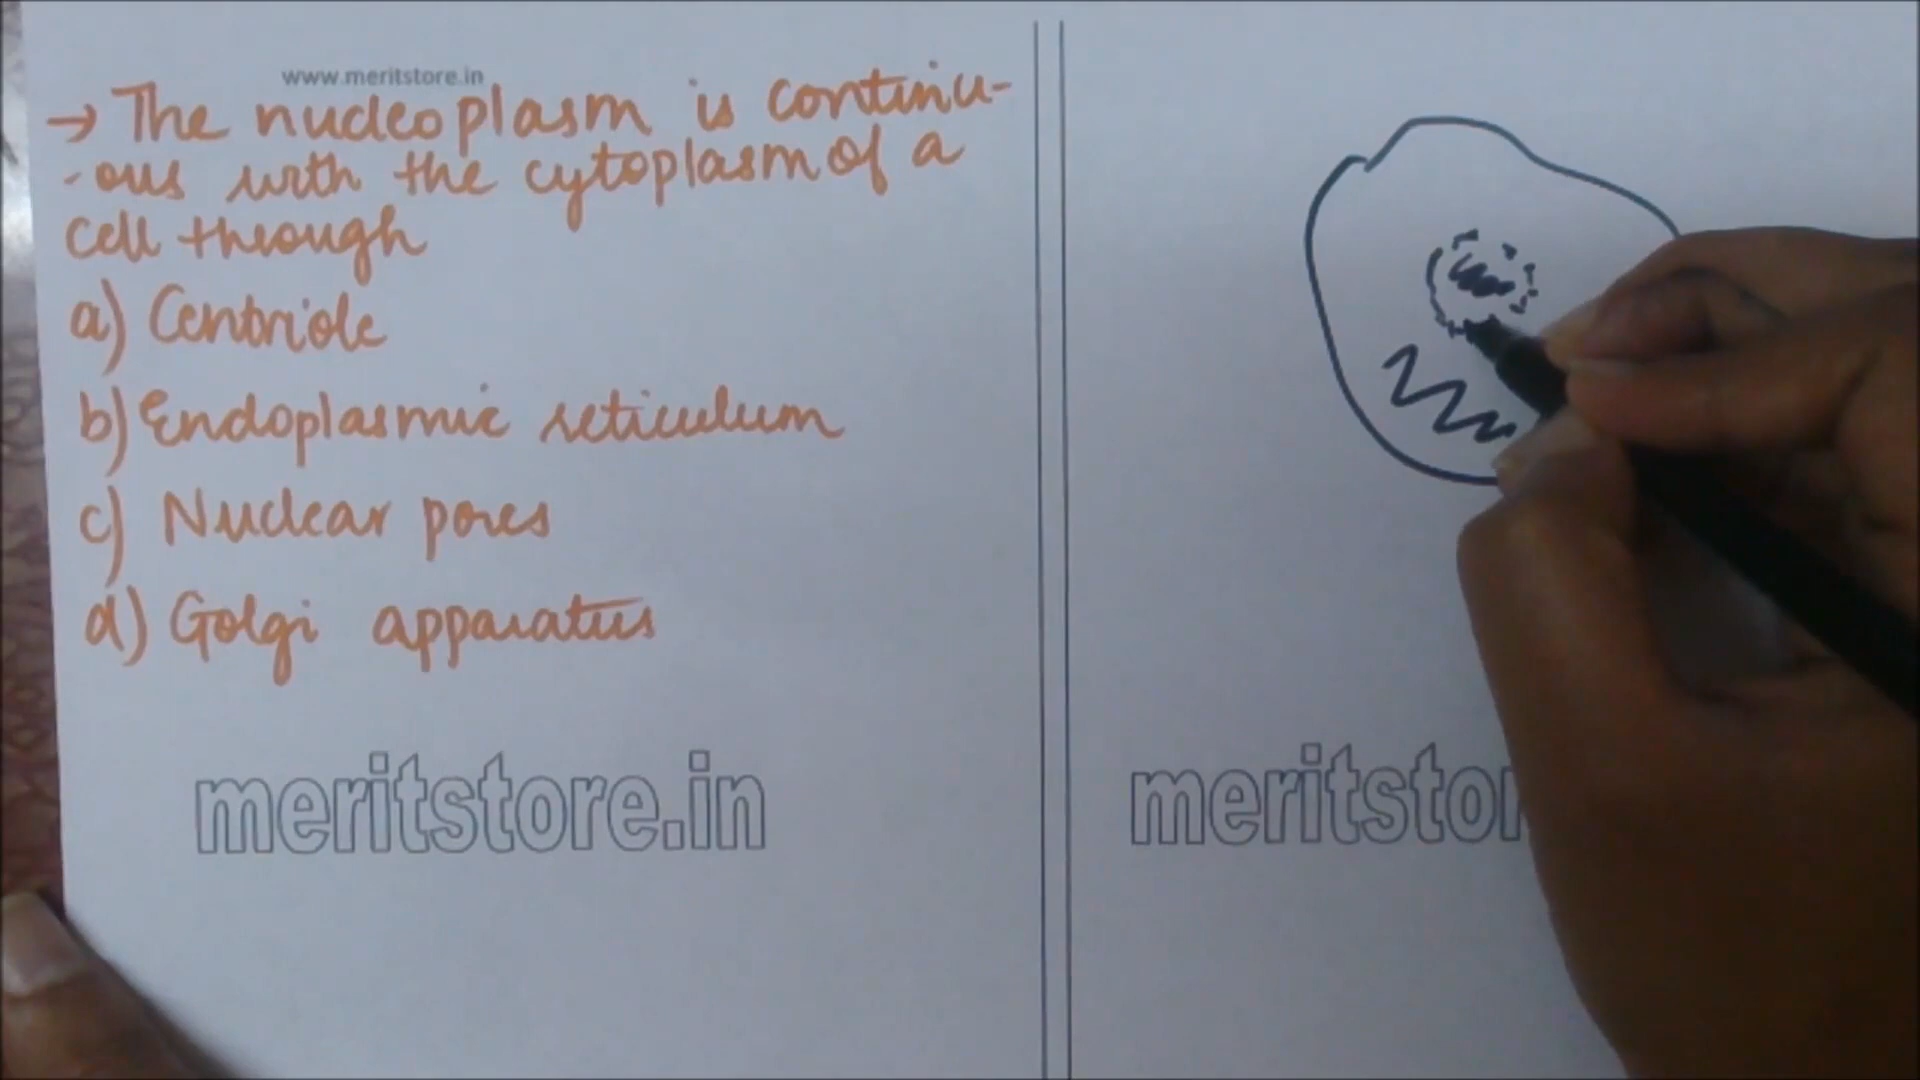 www.meritstore.in
→ The nucleoplasm is continu-
-ous with the cytoplasm of a
cell through
a) Centriole
b) Endoplasmic reticulum
c) Nuclear pores
d) Golgi apparatus
meritstore.in
meritstor